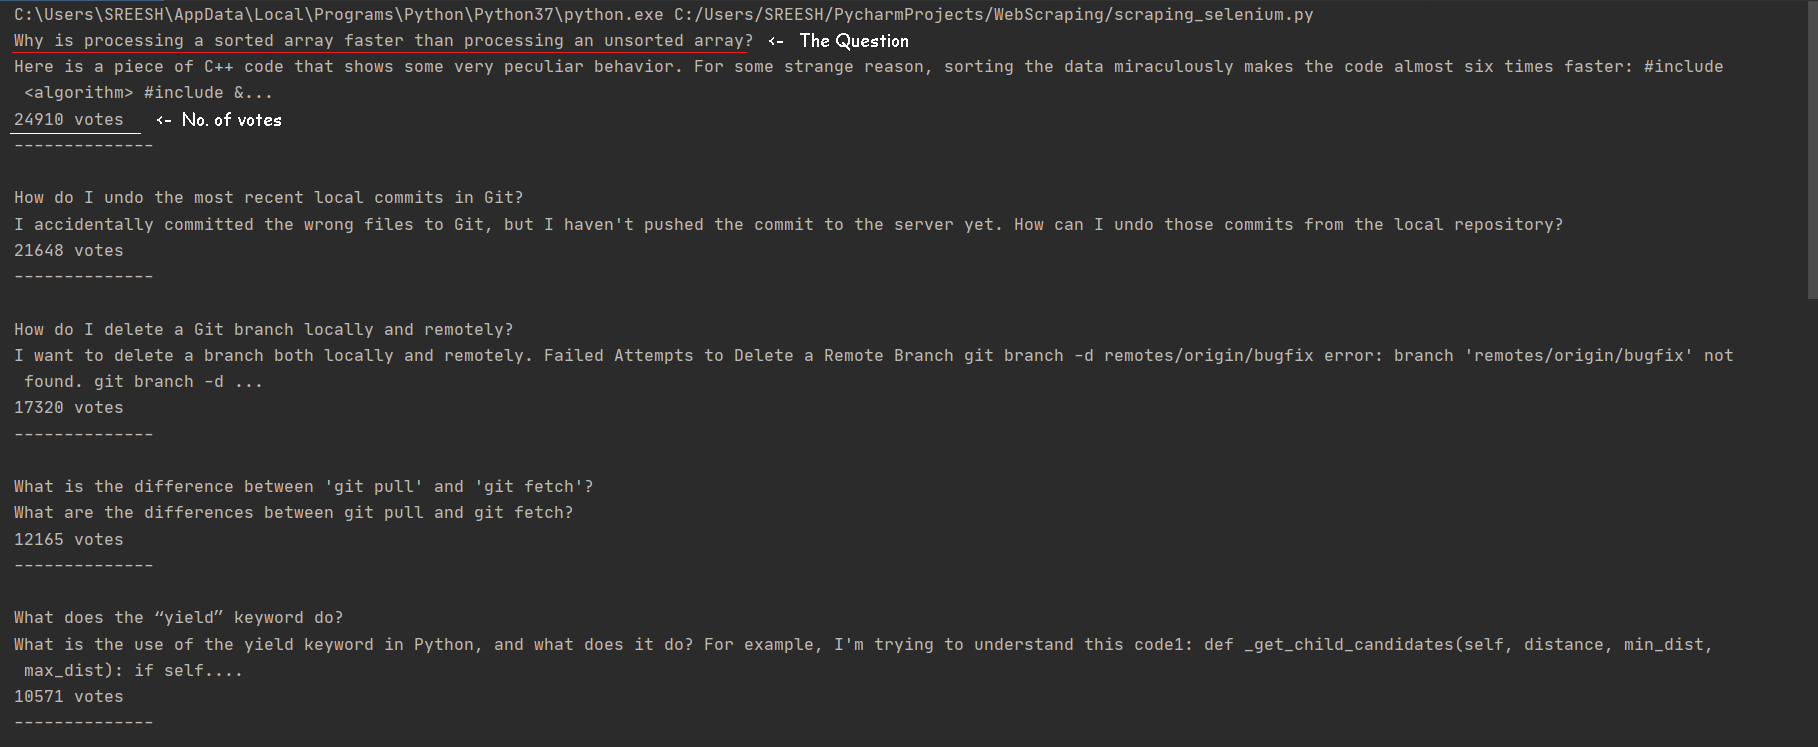 C:\Users\SREESH\AppData\Local\Programs\Python\Python37\python.exe C:/Users/SREESH/PycharmProjects/WebScraping/scraping_selenium.py
Why is processing a sorted array faster than processing an unsorted array? <- The Question
Here is a piece of C++ code that shows some very peculiar behavior. For some strange reason, sorting the data miraculously makes the code almost six times faster: #include
<algorithm> #include &...
24910 votes <- No. of votes
--------------
How do I undo the most recent local commits in Git?
I accidentally committed the wrong files to Git, but I haven't pushed the commit to the server yet. How can I undo those commits from the local repository?
21648 votes
--------------
How do I delete a Git branch locally and remotely?
I want to delete a branch both locally and remotely. Failed Attempts to Delete a Remote Branch git branch -d remotes/origin/bugfix error: branch 'remotes/origin/bugfix' not
found. git branch -d ...
17320 votes
--------------
What is the difference between 'git pull' and 'git fetch'?
What are the differences between git pull and git fetch?
12165 votes
--------------
What does the “yield” keyword do?
What is the use of the yield keyword in Python, and what does it do? For example, I'm trying to understand this code1: def _get_child_candidates(self, distance, min_dist,
max_dist): if self....
10571 votes
--------------